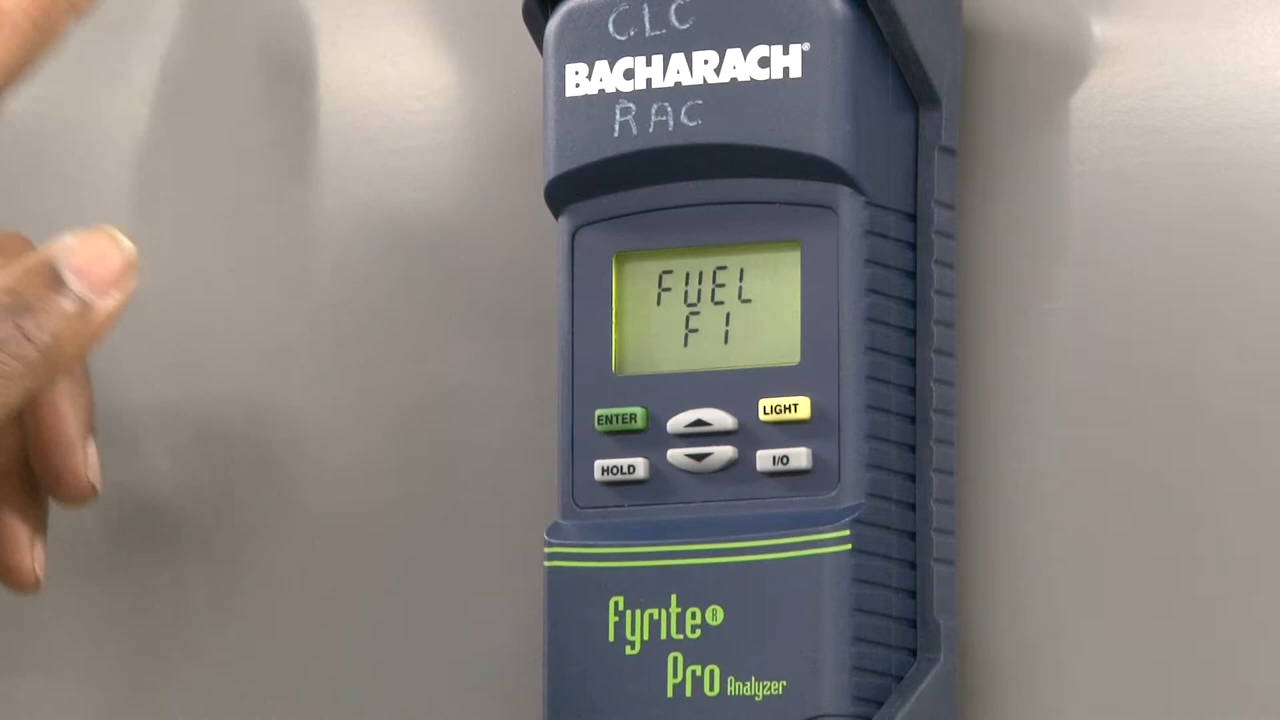 CLC
BACHARACH®
RAC
FUEL
F1
ENTER
LIGHT
HOLD
I/O
fyrite®
Pro Analyzer